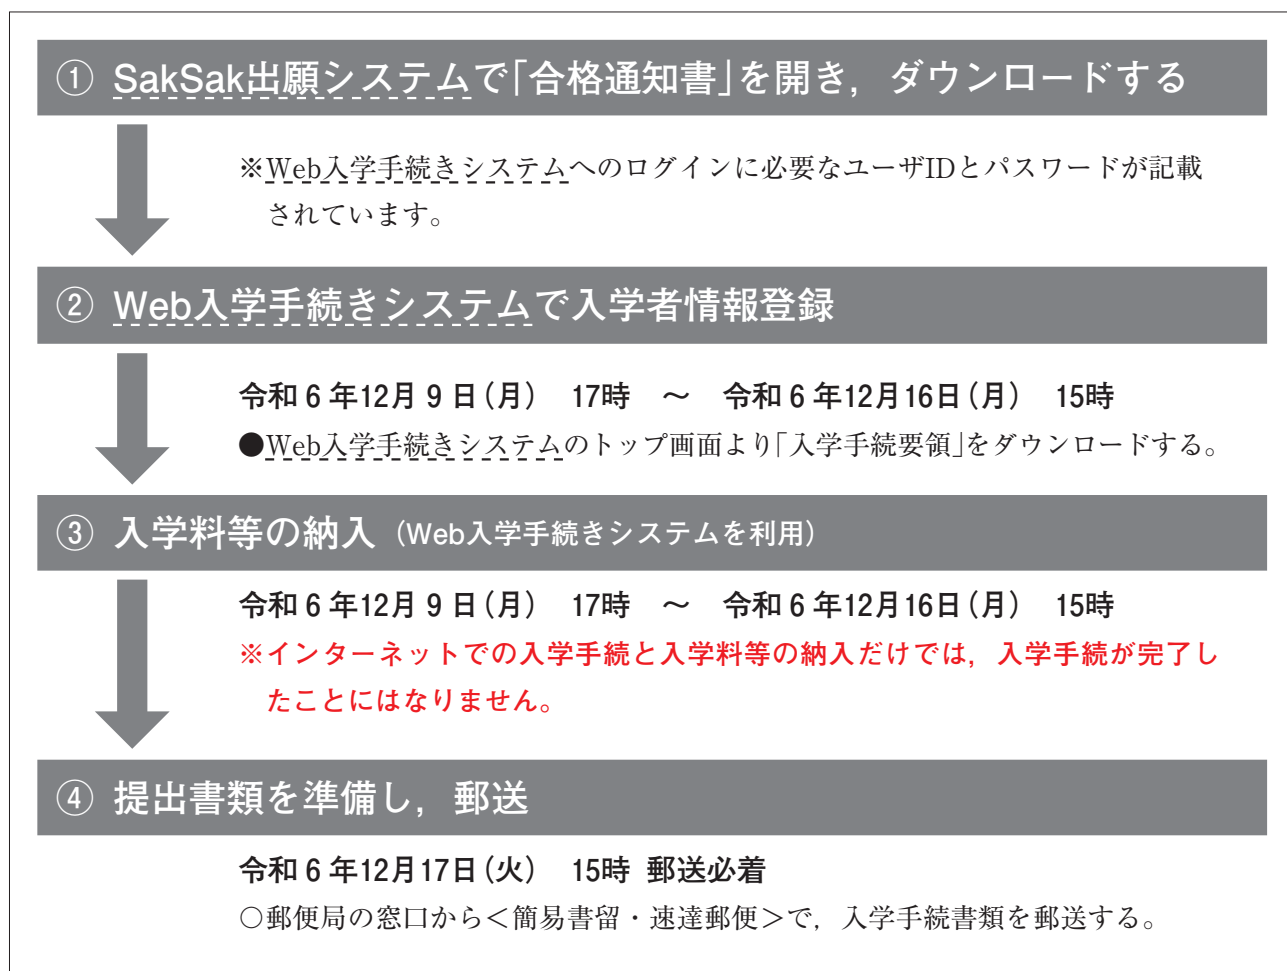 ① SakSak出願システムで「合格通知書」を開き，ダウンロードする
※Web入学手続きシステムへのログインに必要なユーザIDとパスワードが記載
されています。
② Web入学手続きシステムで入学者情報登録
令和6年12月9日（月）　17時　～　令和6年12月16日（月）　15時
●Web入学手続きシステムのトップ画面より「入学手続要領」をダウンロードする。
③ 入学料等の納入（Web入学手続きシステムを利用）
令和6年12月9日（月）　17時　～　令和6年12月16日（月）　15時
※インターネットでの入学手続と入学料等の納入だけでは，入学手続が完了し
たことにはなりません。
④ 提出書類を準備し，郵送
令和6年12月17日（火）　15時 郵送必着
○郵便局の窓口から＜簡易書留・速達郵便＞で，入学手続書類を郵送する。